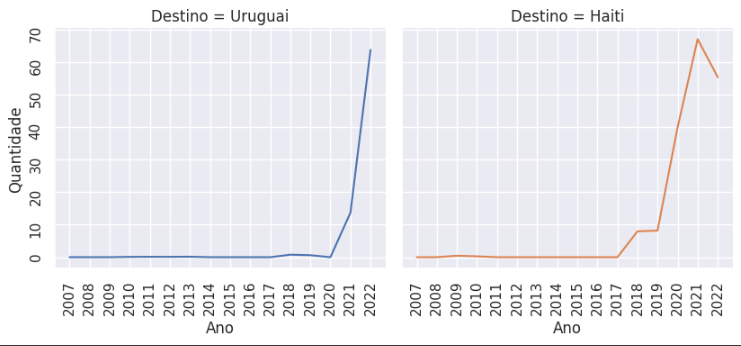 Destino = Uruguai
Destino = Haiti
Quantidade
70
60
50
40
30
20
10
0
2007 2008 2009 2010 2011 2012 2013 2014 2015 2016 2017 2018 2019 2020 2021 2022
2007 2008 2009 2010 2011 2012 2013 2014 2015 2016 2017 2018 2019 2020 2021 2022
Ano
Ano